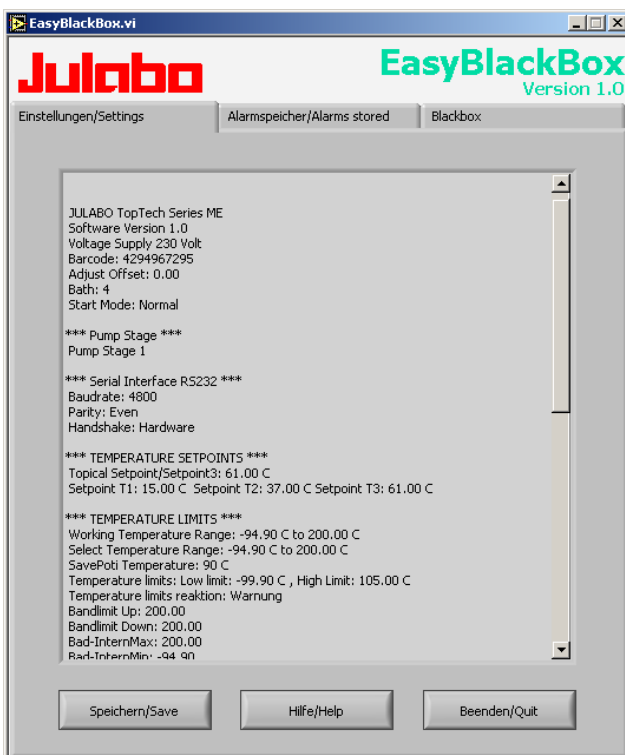 EasyBlackBox.vi
Julabo
EasyBlackBox
Version 1.0
Einstellungen/Settings
Alarmspeicher/Alarms stored
Blackbox
JULABO TopTech Series ME
Software Version 1.0
Voltage Supply 230 Volt
Barcode: 4294967295
Adjust Offset: 0.00
Bath: 4
Start Mode: Normal
*** Pump Stage ***
Pump Stage 1
*** Serial Interface RS232 ***
Baudrate: 4800
Parity: Even
Handshake: Hardware
*** TEMPERATURE SETPOINTS ***
Topical Setpoint/Setpoint3: 61.00 C
Setpoint T1: 15.00 C Setpoint T2: 37.00 C Setpoint T3: 61.00 C
*** TEMPERATURE LIMITS ***
Working Temperature Range: -94.90 C to 200.00 C
Select Temperature Range: -94.90 C to 200.00 C
SavePoti Temperature: 90 C
Temperature limits: Low limit: -99.90 C , High Limit: 105.00 C
Temperature limits reaktion: Warnung
Bandlimit Up: 200.00
Bandlimit Down: 200.00
Bad-InternMax: 200.00
Bad-InternMin: -94.90
Speichern/Save
Hilfe/Help
Beenden/Quit